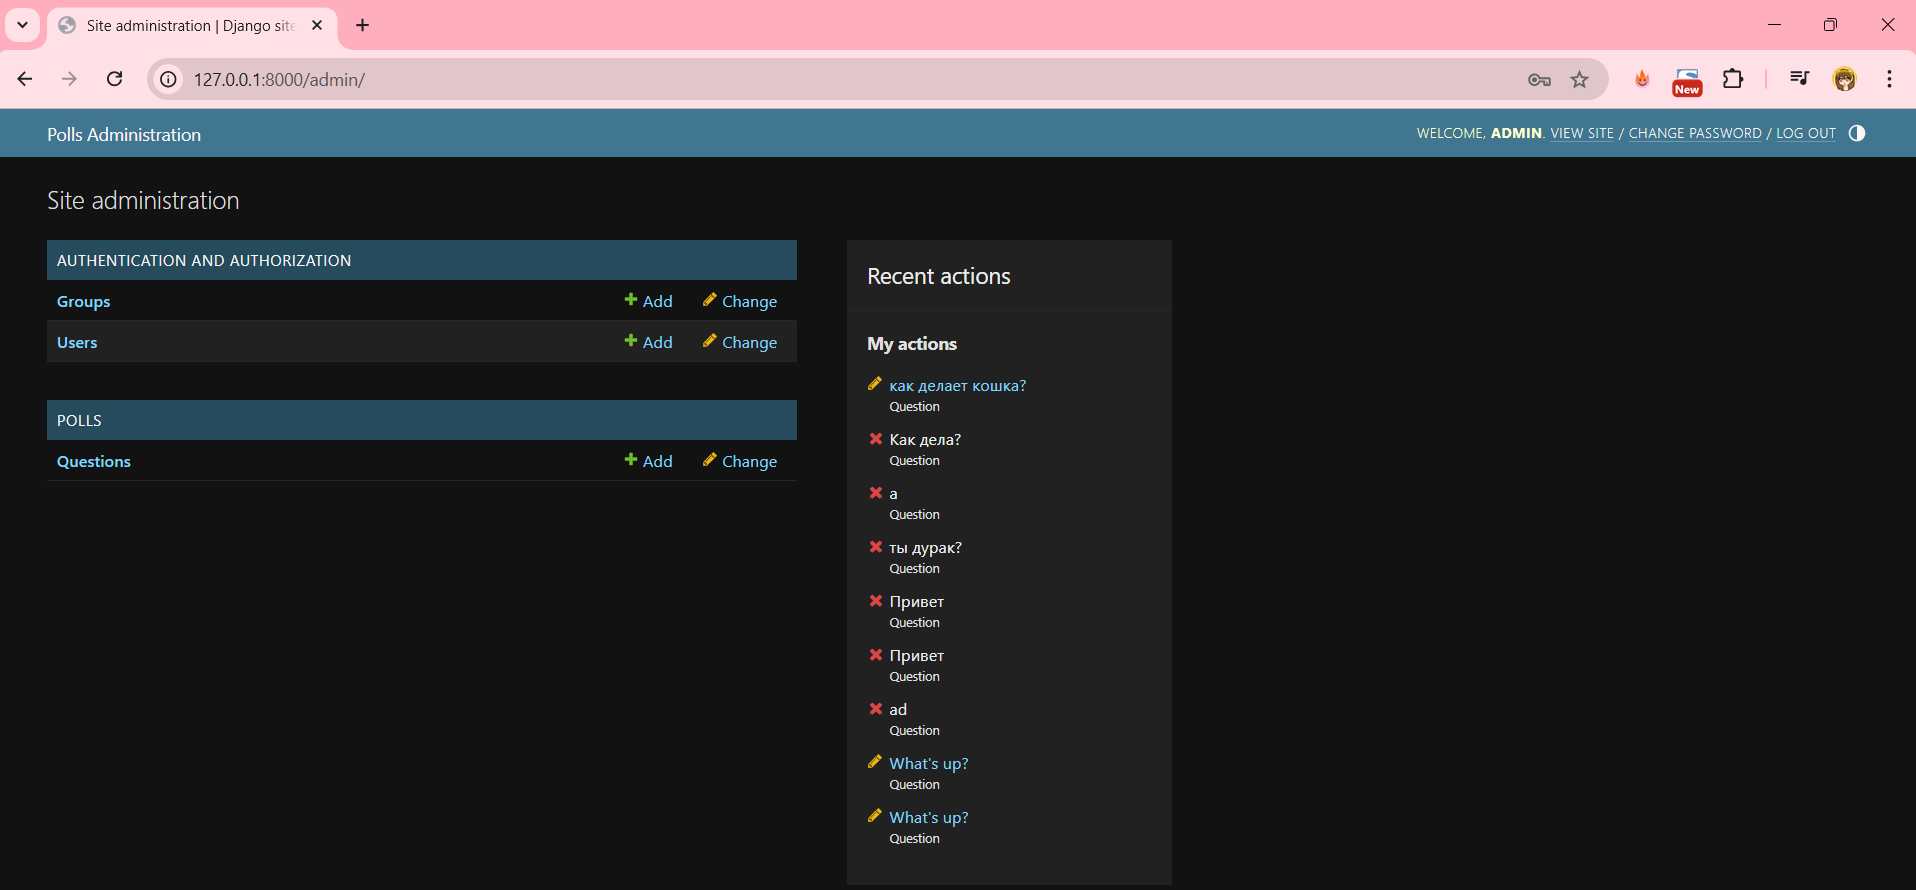 Site administration | Django site
127.0.0.1:8000/admin/
New
Polls Administration
WELCOME, ADMIN. VIEW SITE / CHANGE PASSWORD / LOG OUT
Site administration
AUTHENTICATION AND AUTHORIZATION
Groups Add Change
Users Add Change
POLLS
Questions Add Change
Recent actions
My actions
как делает кошка?
Question
Как дела?
Question
а
Question
ты дурак?
Question
Привет
Question
Привет
Question
ad
Question
What's up?
Question
What's up?
Question